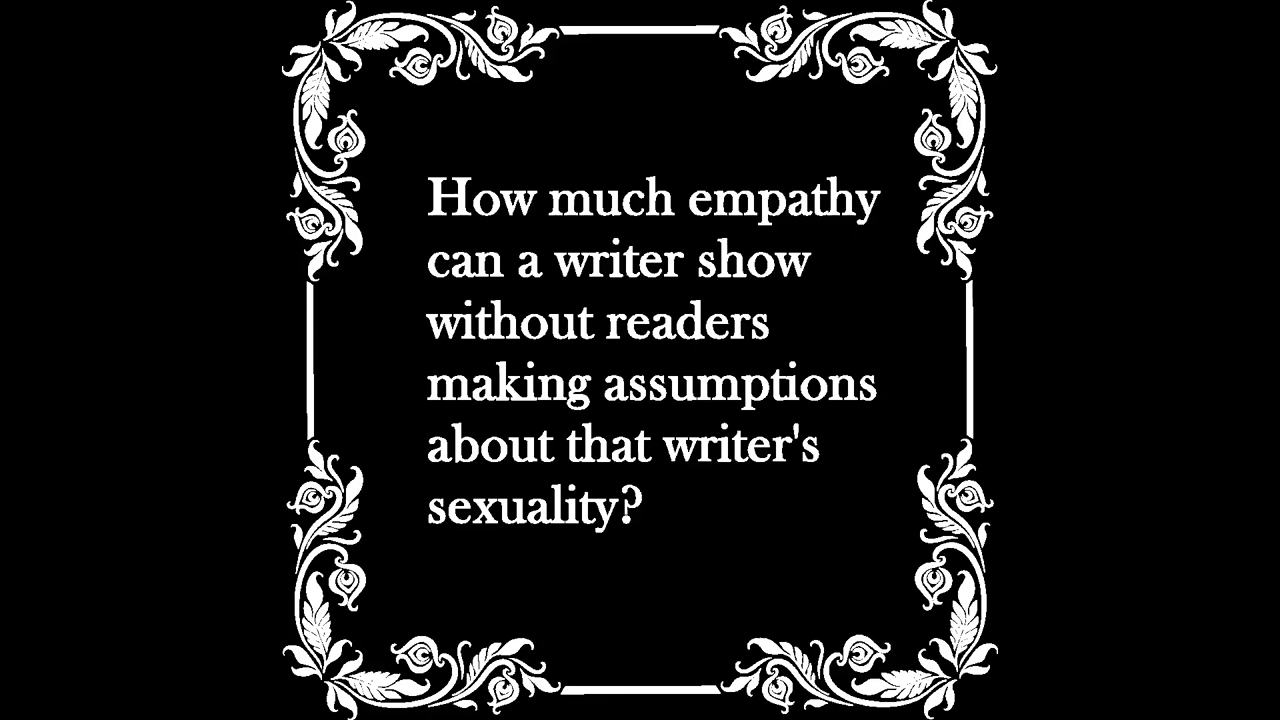 How much empathy
can a writer show
without readers
making assumptions
about that writer's
sexuality?